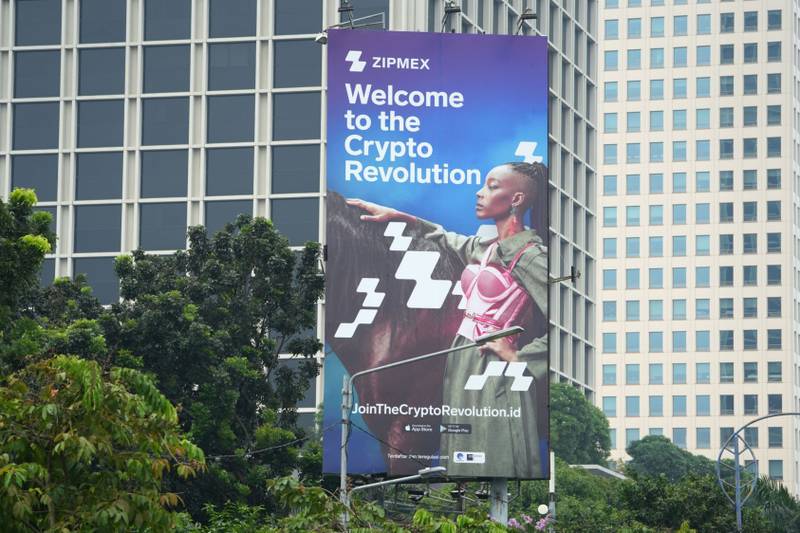 ZIPMEX
Welcome
to the
Crypto
Revolution
JoinTheCryptoRevolution.id
App Store
Google Play